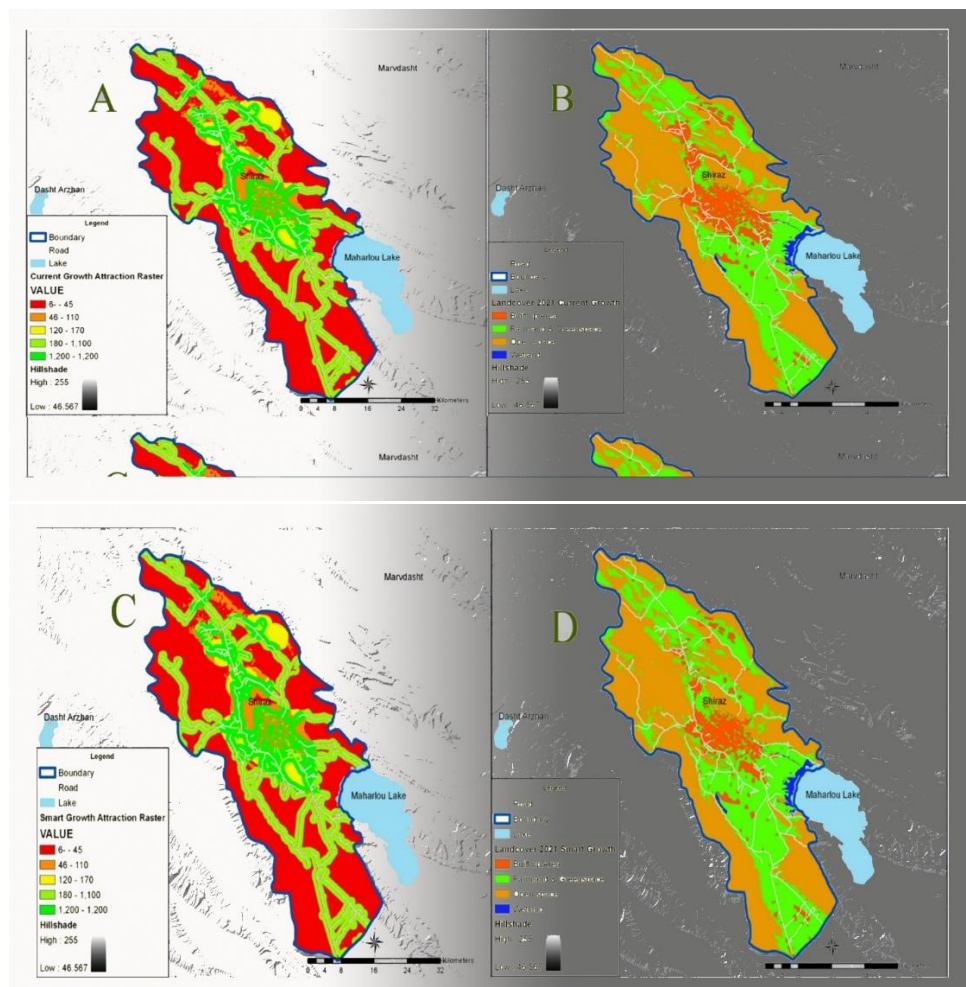 A
Marvdasht
Shiraz
Dasht Arzhan
Maharlou Lake
Legend
Boundary
Road
Lake
Current Growth Attraction Raster
VALUE
6- - 45
46 - 110
120 - 170
180 - 1,100
1,200 - 1,200
Hillshade
High : 255
Low : 46.567
0 4 8 16 24 32
Kilometers
B
Marvdasht
Shiraz
Dasht Arzhan
Maharlou Lake
Landcover 2021 Current Growth
Hillshade
Marvdasht
Marvdasht
C
Marvdasht
Shiraz
Dasht Arzhan
Maharlou Lake
Legend
Boundary
Road
Lake
Smart Growth Attraction Raster
VALUE
6- - 45
46 - 110
120 - 170
180 - 1,100
1,200 - 1,200
Hillshade
High : 255
Low : 46.567
0 4 8 16 24 32
Kilometers
D
Marvdasht
Shiraz
Dasht Arzhan
Maharlou Lake
Landcover 2021 Smart Growth
Hillshade